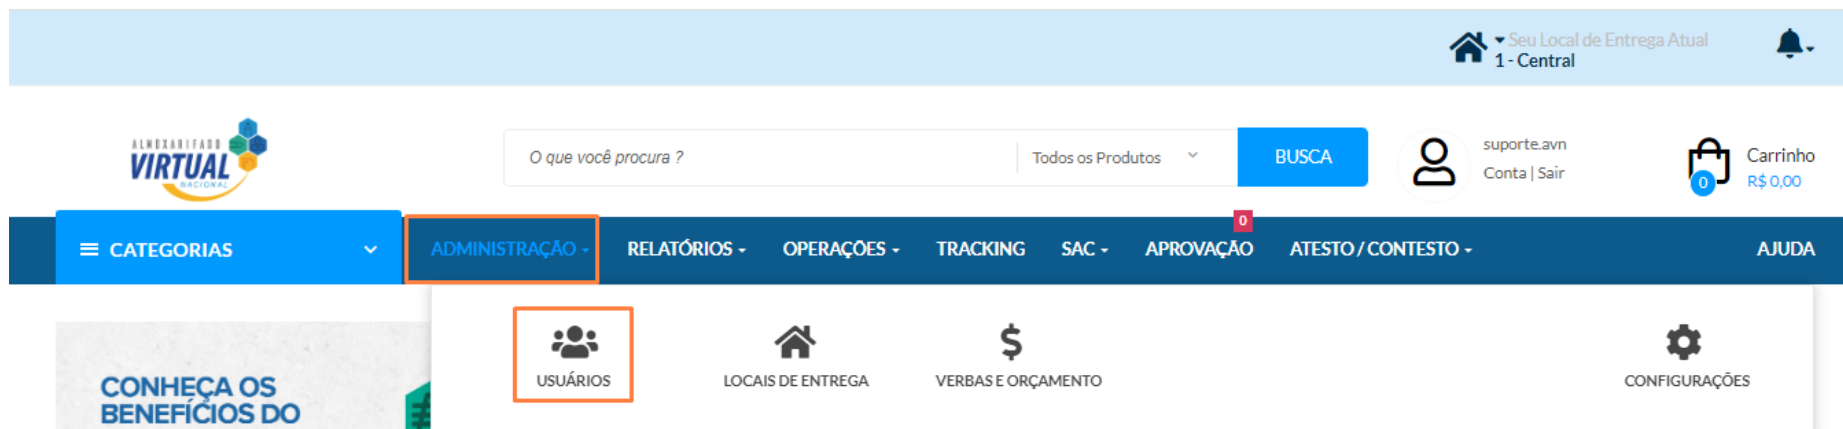 Seu Local de Entrega Atual
1 - Central
ALMOXARIFADO
VIRTUAL
NACIONAL
O que você procura ?
Todos os Produtos
BUSCA
suporte.avn
Conta | Sair
0
Carrinho
R$ 0,00
CATEGORIAS
ADMINISTRAÇÃO
RELATÓRIOS
OPERAÇÕES
TRACKING
SAC
0
APROVAÇÃO
ATESTO / CONTESTO
AJUDA
USUÁRIOS
LOCAIS DE ENTREGA
VERBAS E ORÇAMENTO
CONFIGURAÇÕES
CONHEÇA OS
BENEFÍCIOS DO